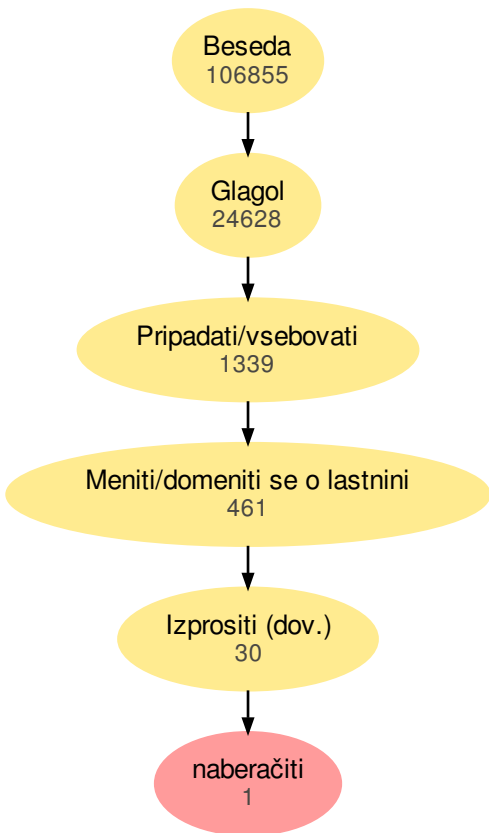 Beseda
106855
Glagol
24628
Pripadati/vsebovati
1339
Meniti/domeniti se o lastnini
461
Izprositi (dov.)
30
naberačiti
1